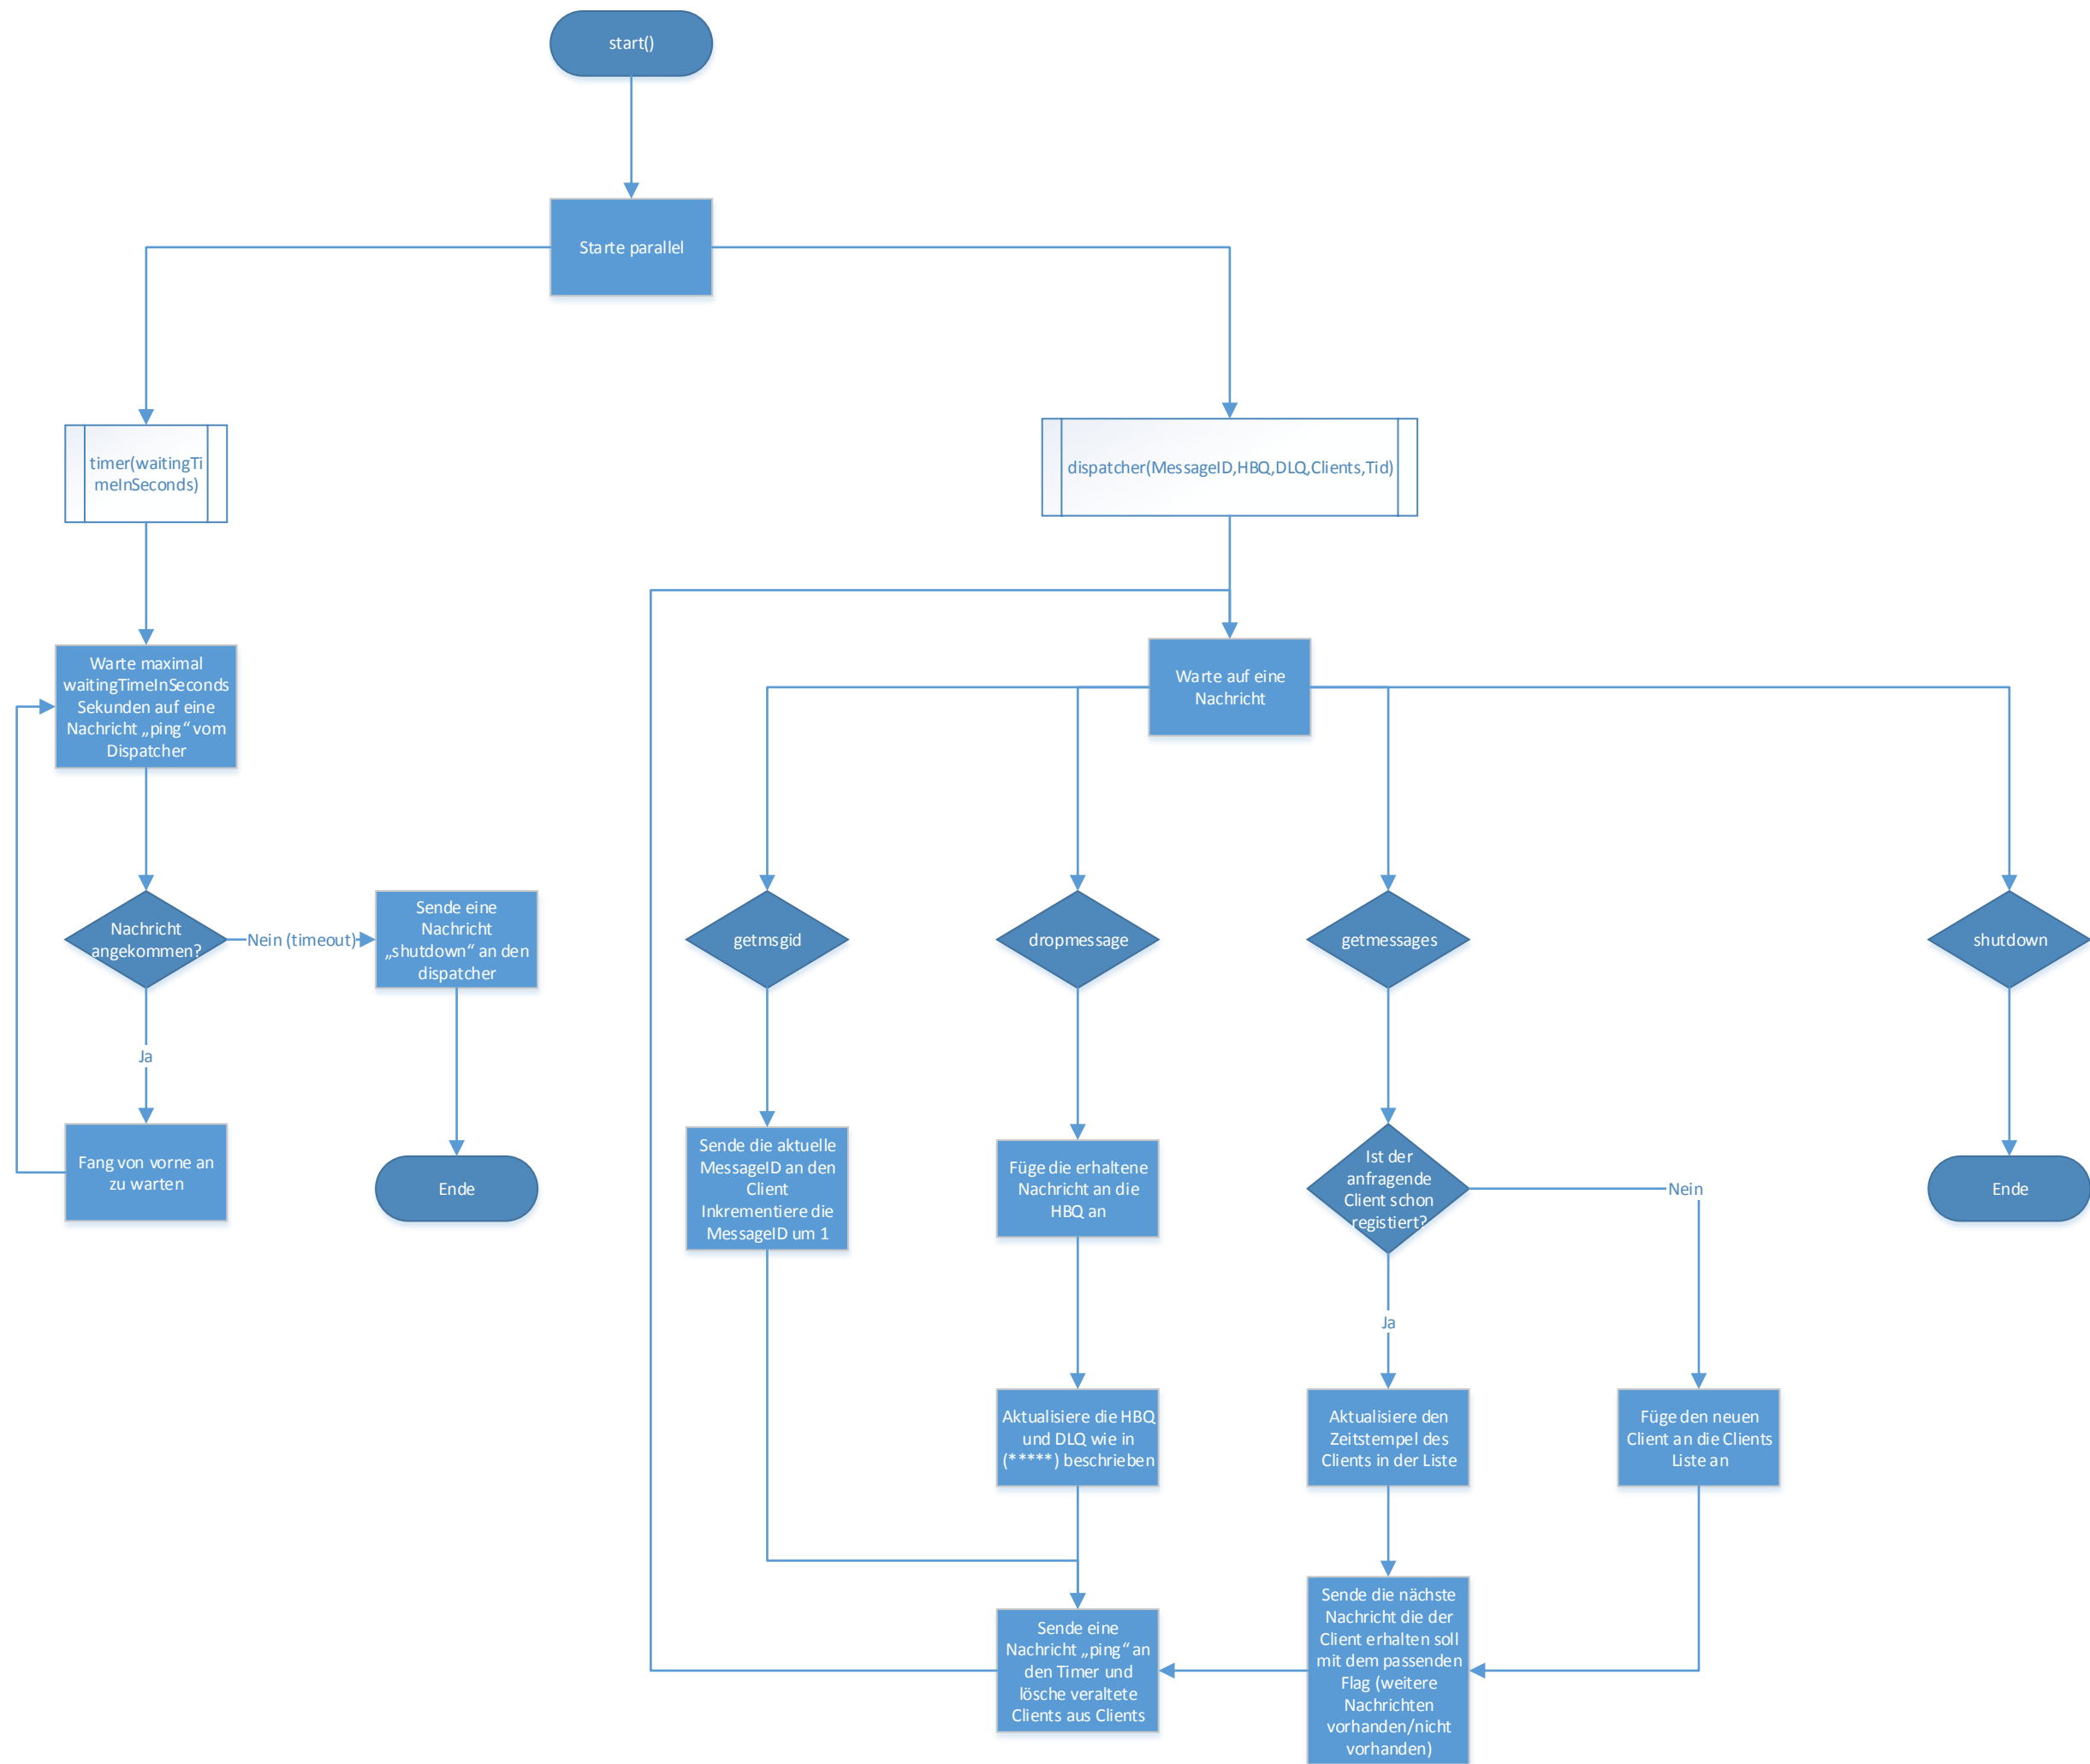 start()
Starte parallel
timer(waitingTi
meInSeconds)
dispatcher(MessageID,HBQ,DLQ,Clients,Tid)
Warte maximal
waitingTimeInSeconds
Sekunden auf eine
Nachricht „ping“ vom
Dispatcher
Warte auf eine
Nachricht
Nachricht
angekommen?
Nein (timeout)
Sende eine
Nachricht
„shutdown“ an den
dispatcher
getmsgid
dropmessage
getmessages
shutdown
Ja
Fang von vorne an
zu warten
Ende
Sende die aktuelle
MessageID an den
Client
Inkrementiere die
MessageID um 1
Füge die erhaltene
Nachricht an die
HBQ an
Ist der
anfragende
Client schon
registiert?
Nein
Ende
Ja
Aktualisiere die HBQ
und DLQ wie in
(*****) beschrieben
Aktualisiere den
Zeitstempel des
Clients in der Liste
Füge den neuen
Client an die Clients
Liste an
Sende eine
Nachricht „ping“ an
den Timer und
lösche veraltete
Clients aus Clients
Sende die nächste
Nachricht die der
Client erhalten soll
mit dem passenden
Flag (weitere
Nachrichten
vorhanden/nicht
vorhanden)